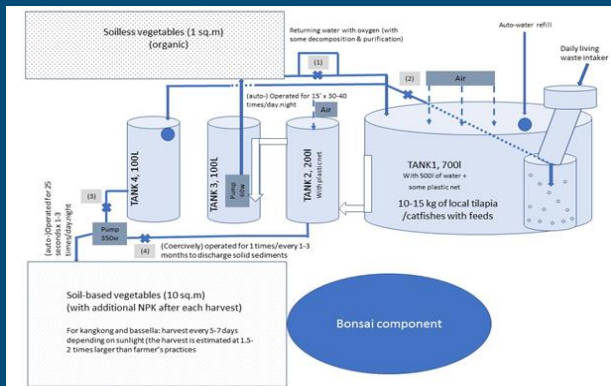 Soilless vegetables (1 sq.m)
(organic)
Returning water with oxygen (with
some decomposition & purification)
Auto-water refill
Daily living
waste intaker
(1)
(2)
Air
(auto-) Operated for 15' x 30-40
times/day.night
Air
TANK 4, 100L
TANK 3, 100L
Pump
60w
TANK 2, 200l
With plastic net
TANK1, 700l
With 500l of water +
some plastic net
10-15 kg of local tilapia
/catfishes with feeds
(auto-)Operated for 25
seconds x 1-3
times/day.night
(3)
Pump
350w
(4)
(Coercively) operated for 1 times/every 1-3
months to discharge solid sediments
Soil-based vegetables (10 sq.m)
(with additional NPK after each harvest)
For kangkong and bassella: harvest every 5-7 days
depending on sunlight (the harvest is estimated at 1.5-
2 times larger than farmer's practices
Bonsai component